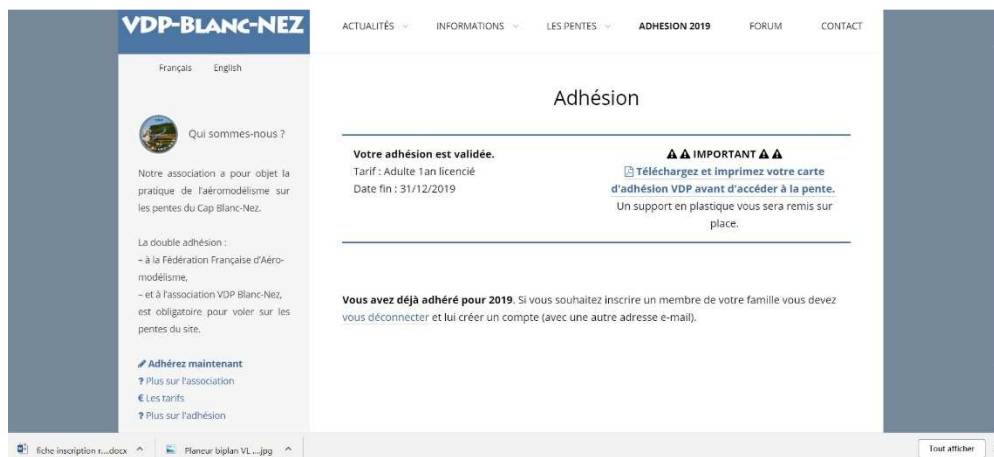 VDP-BLANC-NEZ
ACTUALITÉS INFORMATIONS LES PENTES ADHESION 2019 FORUM CONTACT
Français English
Qui sommes-nous ?
Notre association a pour objet la
pratique de l'aéromodélisme sur
les pentes du Cap Blanc-Nez.
La double adhésion :
– à la Fédération Française d'Aéro-
modélisme,
– et à l'association VDP Blanc-Nez,
est obligatoire pour voler sur les
pentes du site.
Adhérez maintenant
? Plus sur l'association
€ Les tarifs
? Plus sur l'adhésion
Adhésion
Votre adhésion est validée.
Tarif : Adulte 1an licencié
Date fin : 31/12/2019
IMPORTANT
Téléchargez et imprimez votre carte
d'adhésion VDP avant d'accéder à la pente.
Un support en plastique vous sera remis sur
place.
Vous avez déjà adhéré pour 2019. Si vous souhaitez inscrire un membre de votre famille vous devez
vous déconnecter et lui créer un compte (avec une autre adresse e-mail).
fiche inscription r....docx Planeur biplan VL ....jpg Tout afficher